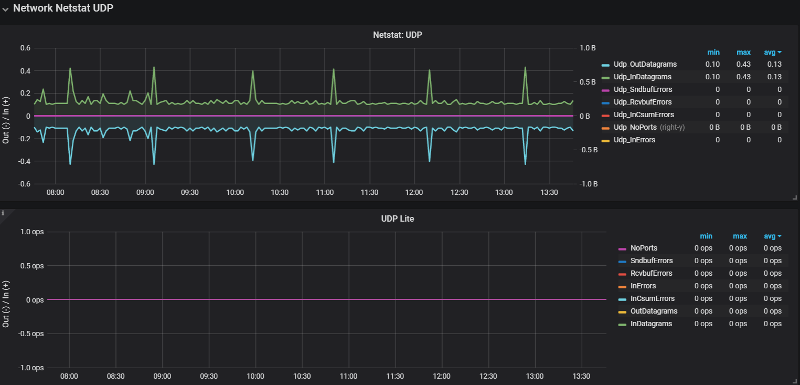 Network Netstat UDP
Netstat: UDP
Out (-) / In (+)
0.6
0.4
0.2
0
0.2
-0.4
0.6
1.0 B
0.5 B
0 B
0.5 B
-1.0 B
08:00 08:30 09:00 09:30 10:00 10:30 11:00 11:30 12:00 12:30 13:00 13:30
min max avg
Udp_OutDatagrams 0.10 0.43 0.13
Udp_InDatagrams 0.10 0.43 0.13
Udp_SndbufErrors 0 0 0
Udp_RcvbufErrors 0 0 0
Udp_InCsumErrors 0 0 0
Udp_NoPorts (right-y) 0 B 0 B 0 B
Udp_InErrors 0 0 0
UDP Lite
Out (-) / In (+)
1.0 ops
0.5 ops
0 ops
-0.5 ops
-1.0 ops
08:00 08:30 09:00 09:30 10:00 10:30 11:00 11:30 12:00 12:30 13:00 13:30
min max avg
NoPorts 0 ops 0 ops 0 ops
SndbufErrors 0 ops 0 ops 0 ops
RcvbufErrors 0 ops 0 ops 0 ops
InErrors 0 ops 0 ops 0 ops
InCsumErrors 0 ops 0 ops 0 ops
OutDatagrams 0 ops 0 ops 0 ops
InDatagrams 0 ops 0 ops 0 ops